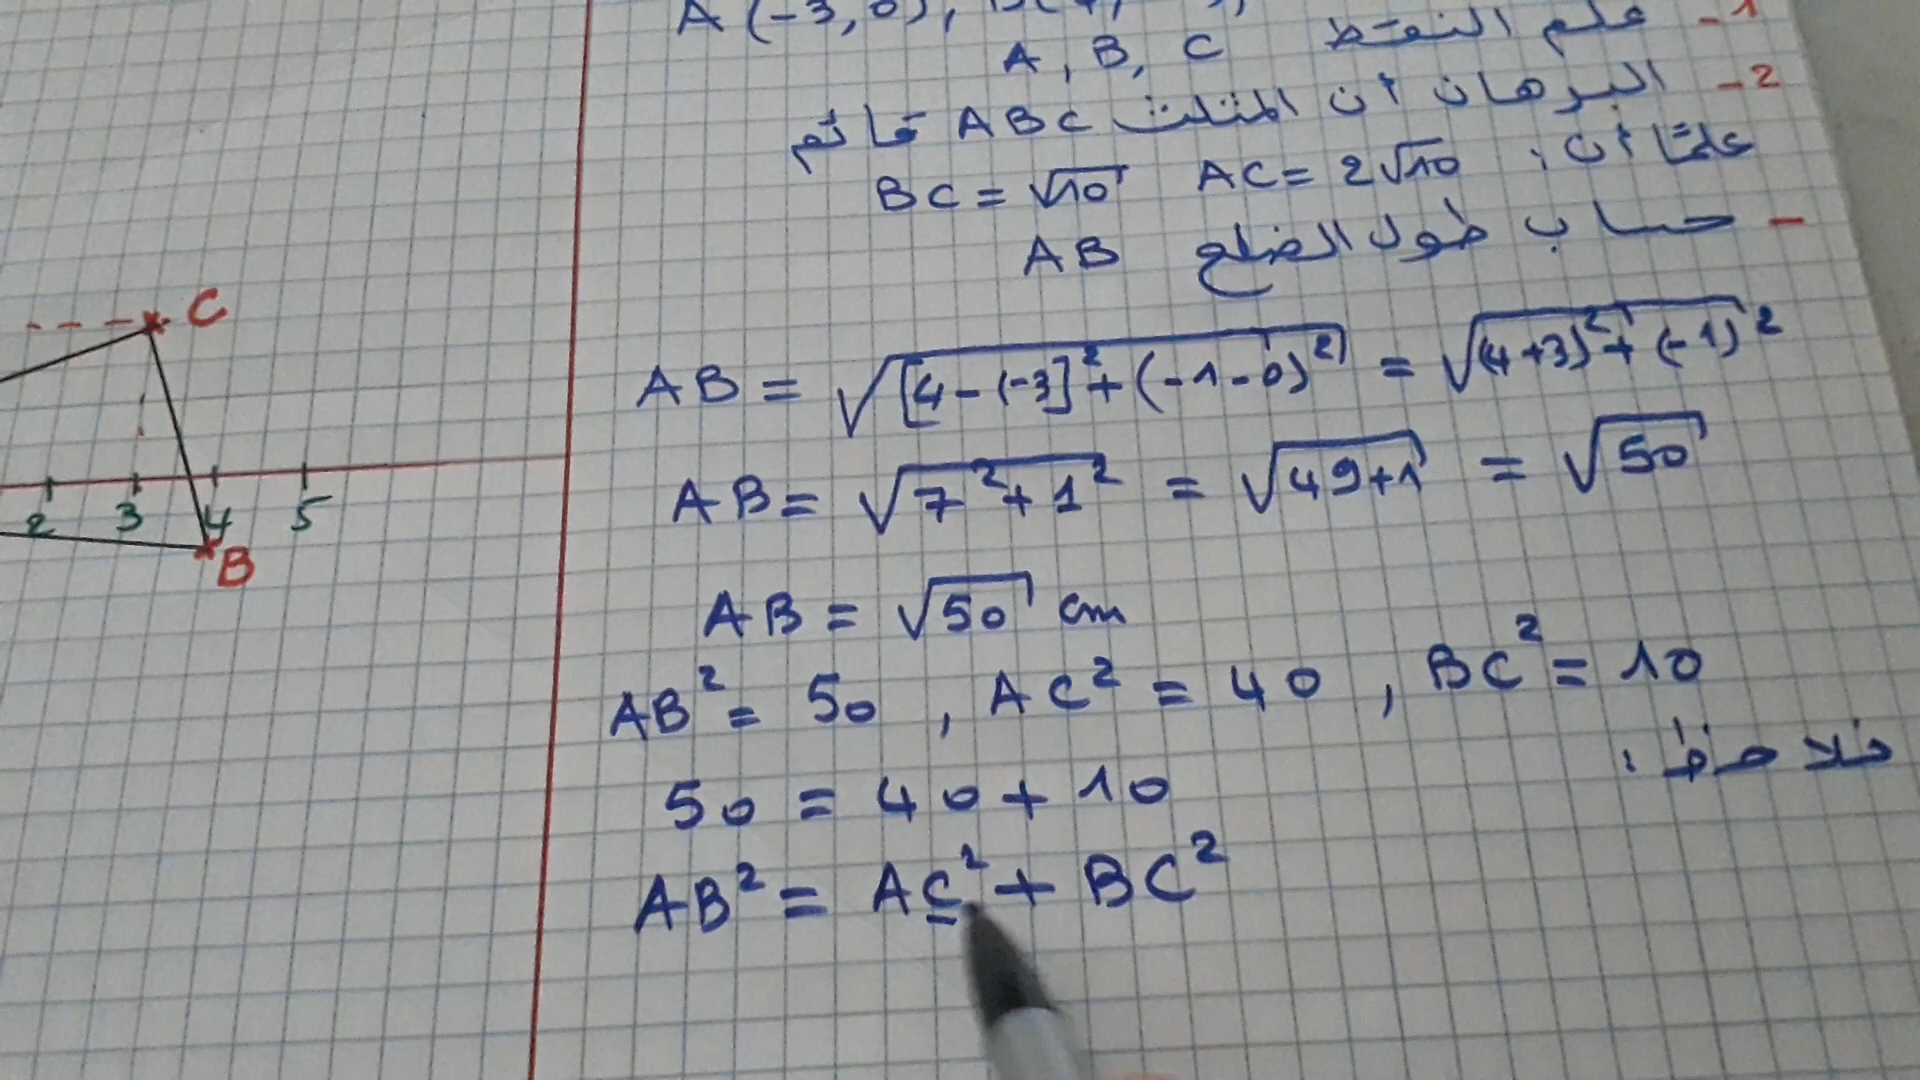 A (-3,0),
1- علم النقط A, B, C
2- البرهان أن المثلث ABC قائم
علمًا أن: AC = 2√10 BC = √10
- حساب طول الضلع AB
AB = √[4-(-3]²+(-1-0)² = √(4+3)²+(-1)²
AB = √7²+1² = √49+1 = √50
AB = √50 cm
AB² = 50 , AC² = 40 , BC² = 10
نلاحظ:
50 = 40 + 10
AB² = AC² + BC²
C
2 3 4 5
B